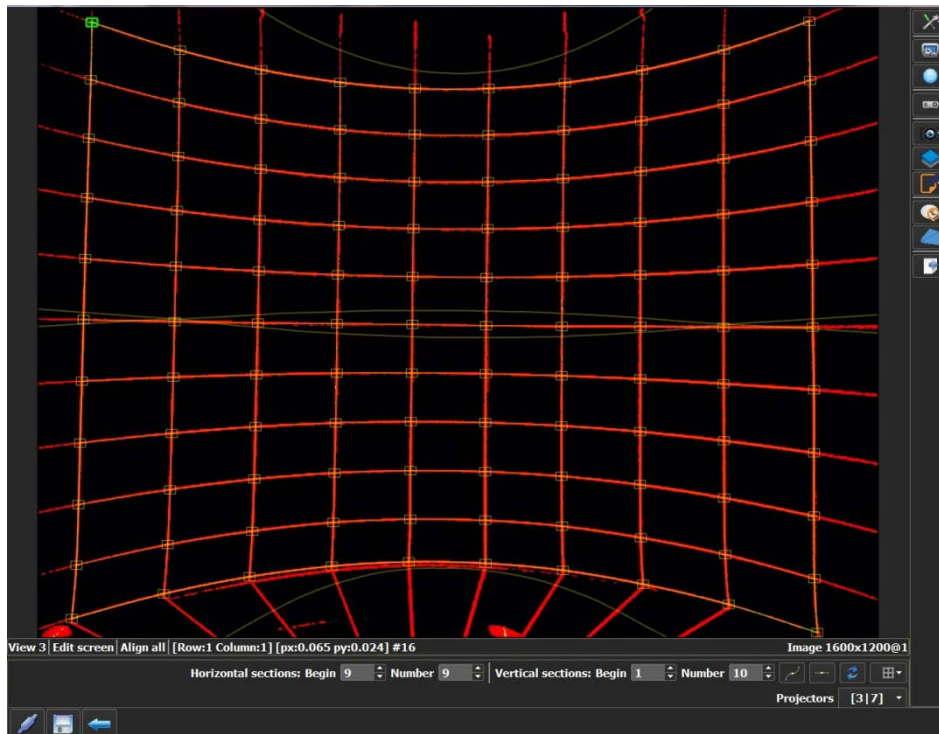 View 3 Edit screen Align all [Row:1 Column:1] [px:0.065 py:0.024] #16 Image 1600x1200@1
Horizontal sections: Begin 9 Number 9 Vertical sections: Begin 1 Number 10
Projectors [3|7]